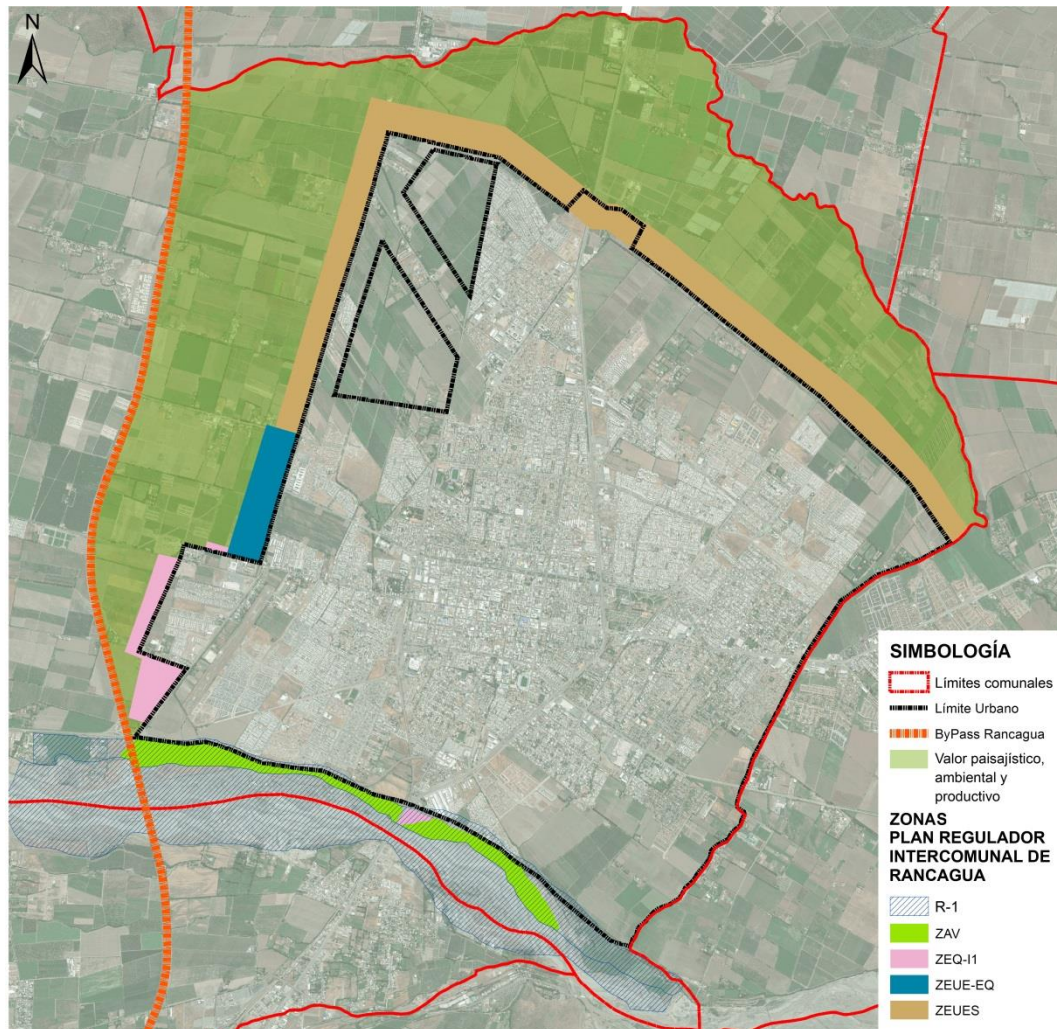 N
SIMBOLOGÍA
Límites comunales
Límite Urbano
ByPass Rancagua
Valor paisajístico,
ambiental y
productivo
ZONAS
PLAN REGULADOR
INTERCOMUNAL DE
RANCAGUA
R-1
ZAV
ZEQ-I1
ZEUE-EQ
ZEUES